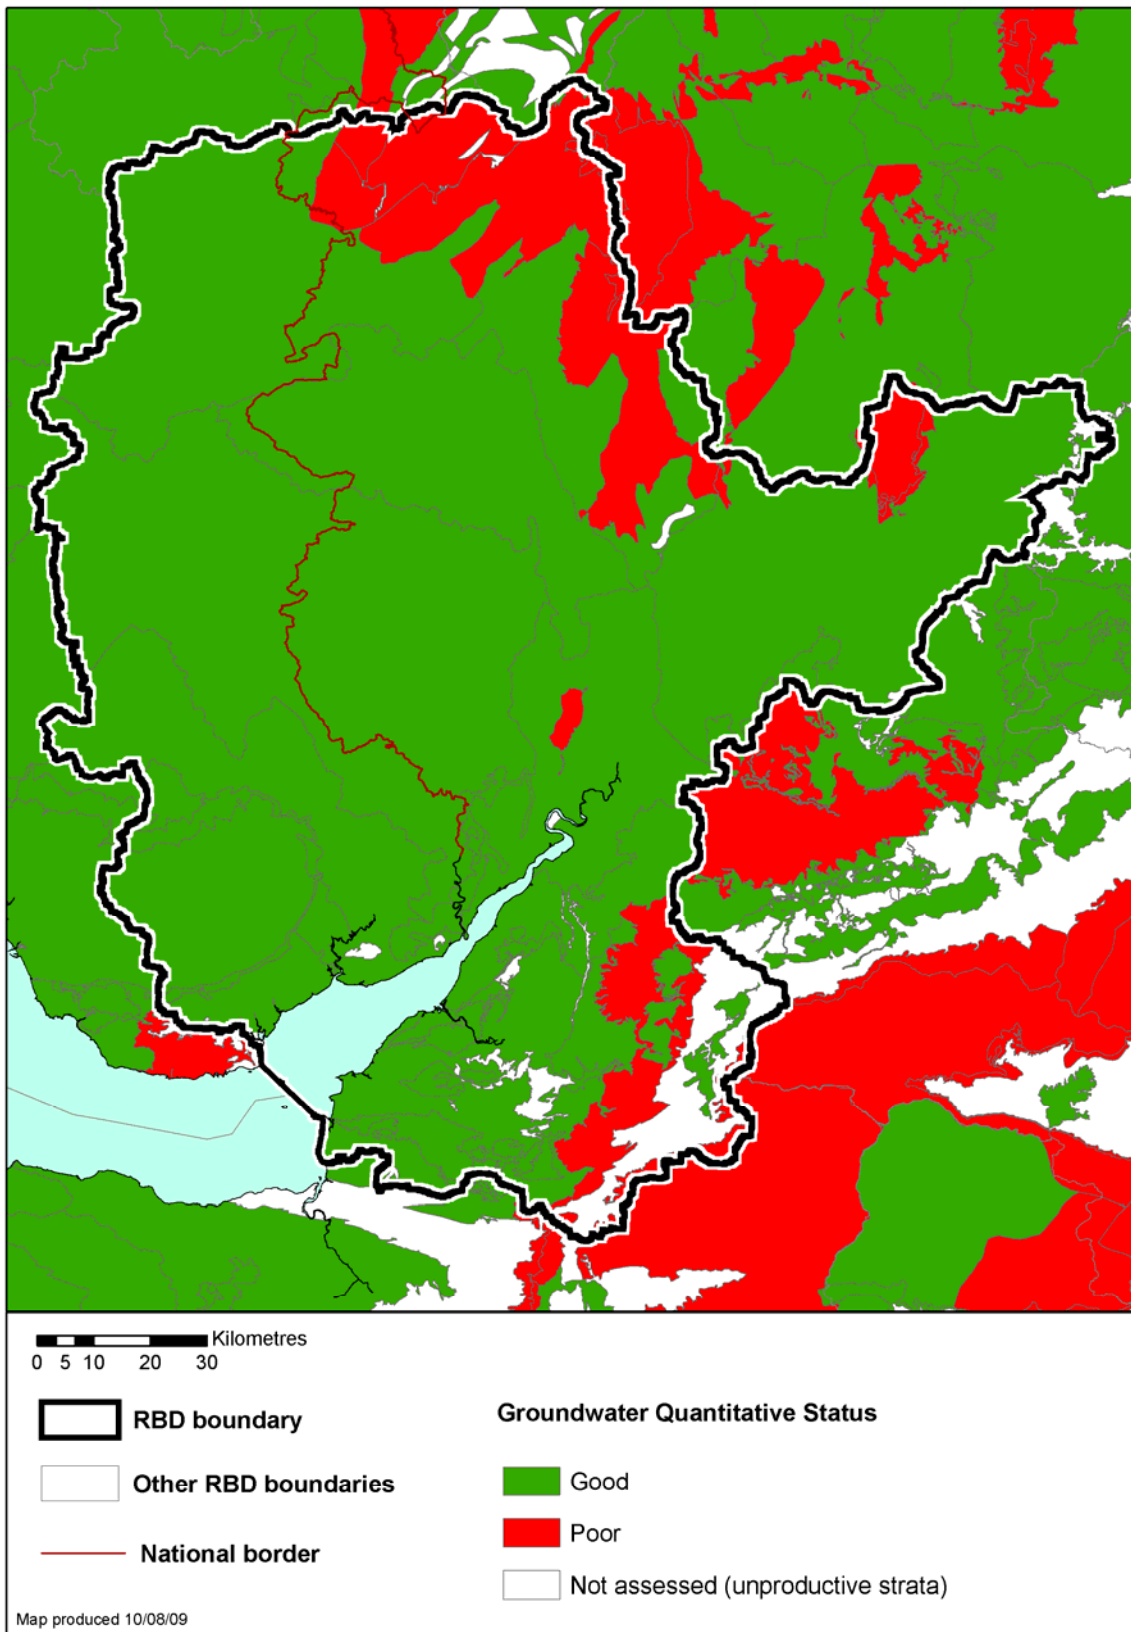 Kilometres
0 5 10 20 30
RBD boundary
Other RBD boundaries
National border
Groundwater Quantitative Status
Good
Poor
Not assessed (unproductive strata)
Map produced 10/08/09